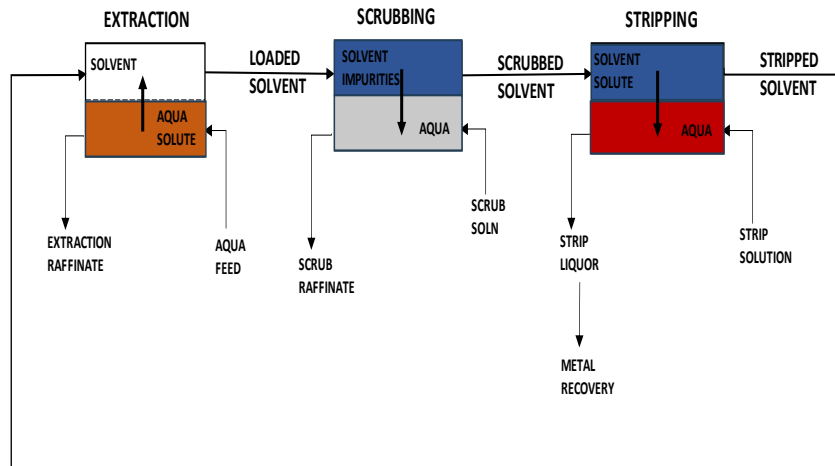 EXTRACTION
SCRUBBING
STRIPPING
SOLVENT
AQUA
SOLUTE
LOADED
SOLVENT
SOLVENT
IMPURITIES
AQUA
SCRUBBED
SOLVENT
SOLVENT
SOLUTE
AQUA
STRIPPED
SOLVENT
EXTRACTION
RAFFINATE
AQUA
FEED
SCRUB
RAFFINATE
SCRUB
SOLN
STRIP
LIQUOR
STRIP
SOLUTION
METAL
RECOVERY